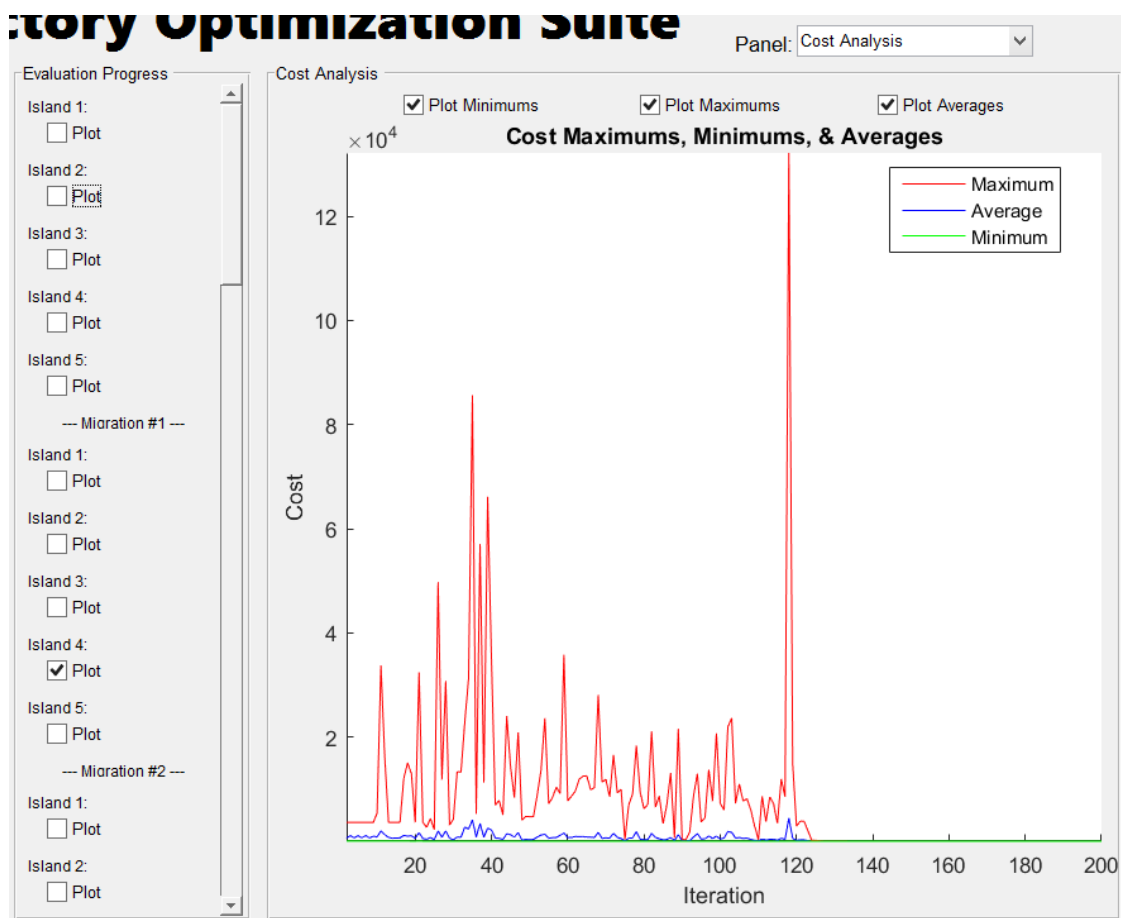 ctory Optimization Suite
Panel: Cost Analysis
Evaluation Progress
Island 1:
Plot
Island 2:
Plot
Island 3:
Plot
Island 4:
Plot
Island 5:
Plot
--- Migration #1 ---
Island 1:
Plot
Island 2:
Plot
Island 3:
Plot
Island 4:
Plot
Island 5:
Plot
--- Migration #2 ---
Island 1:
Plot
Island 2:
Plot
Cost Analysis
Plot Minimums Plot Maximums Plot Averages
Cost Maximums, Minimums, & Averages
×10⁴
Maximum
Average
Minimum
12
10
8
6
4
2
Cost
20 40 60 80 100 120 140 160 180 200
Iteration